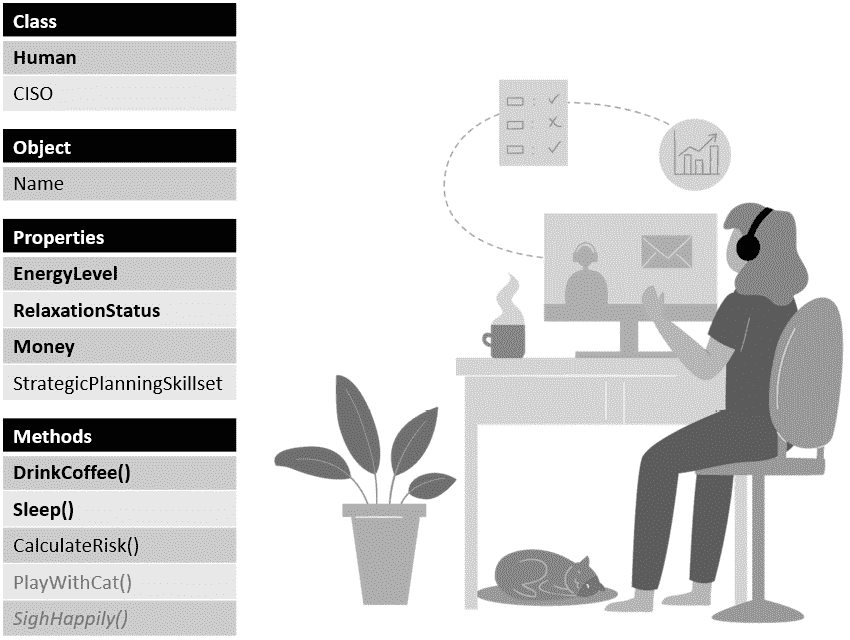 Class
Human
CISO
Object
Name
Properties
EnergyLevel
RelaxationStatus
Money
StrategicPlanningSkillset
Methods
DrinkCoffee()
Sleep()
CalculateRisk()
PlayWithCat()
SighHappily()